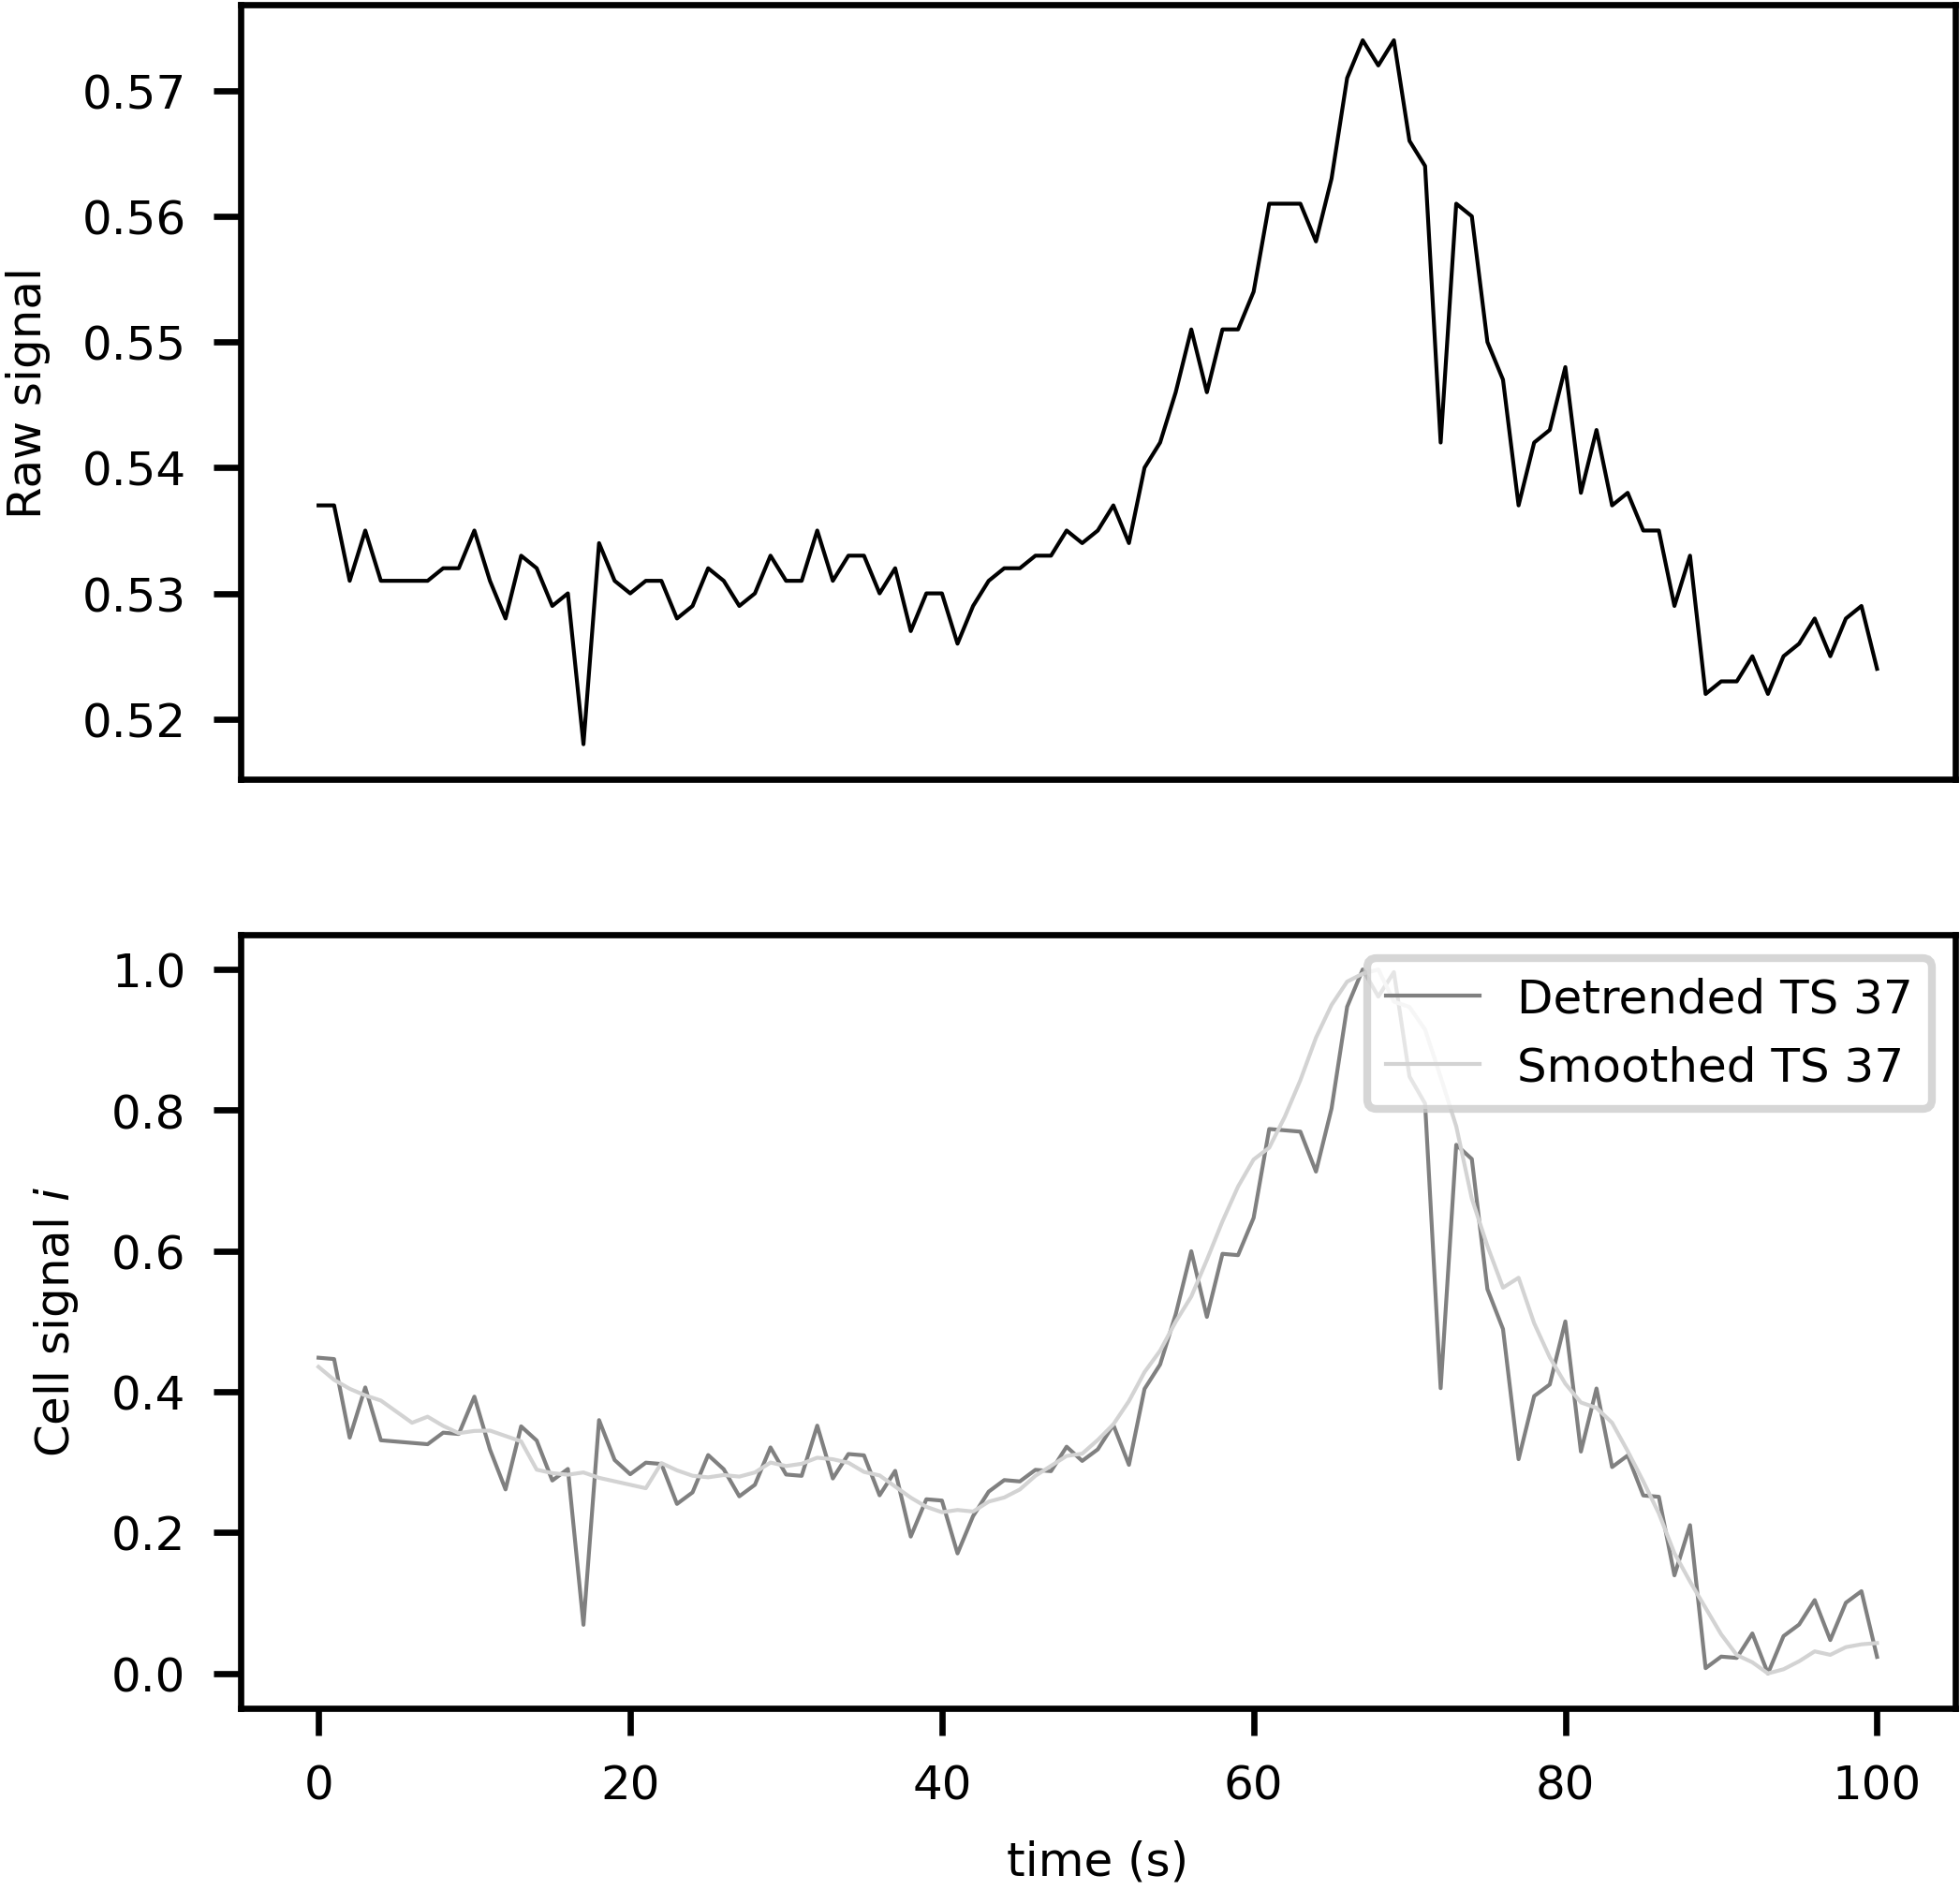 Raw signal
0.57
0.56
0.55
0.54
0.53
0.52
Cell signal i
1.0
0.8
0.6
0.4
0.2
0.0
Detrended TS 37
Smoothed TS 37
0 20 40 60 80 100
time (s)